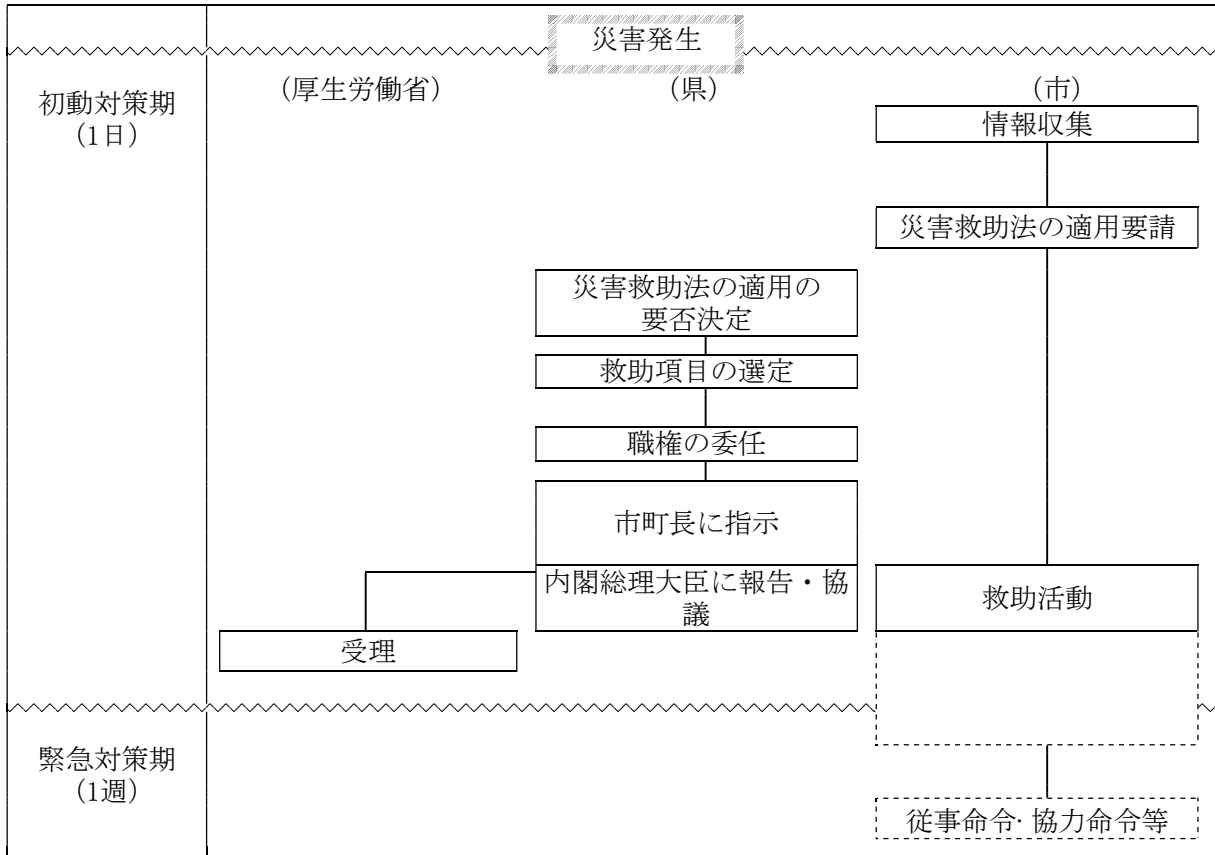 災害発生
初動対策期
(1日)
(厚生労働省)
(県)
(市)
情報収集
災害救助法の適用要請
災害救助法の適用の
要否決定
救助項目の選定
職権の委任
市町長に指示
内閣総理大臣に報告・協
議
救助活動
受理
緊急対策期
(1週)
従事命令・協力命令等